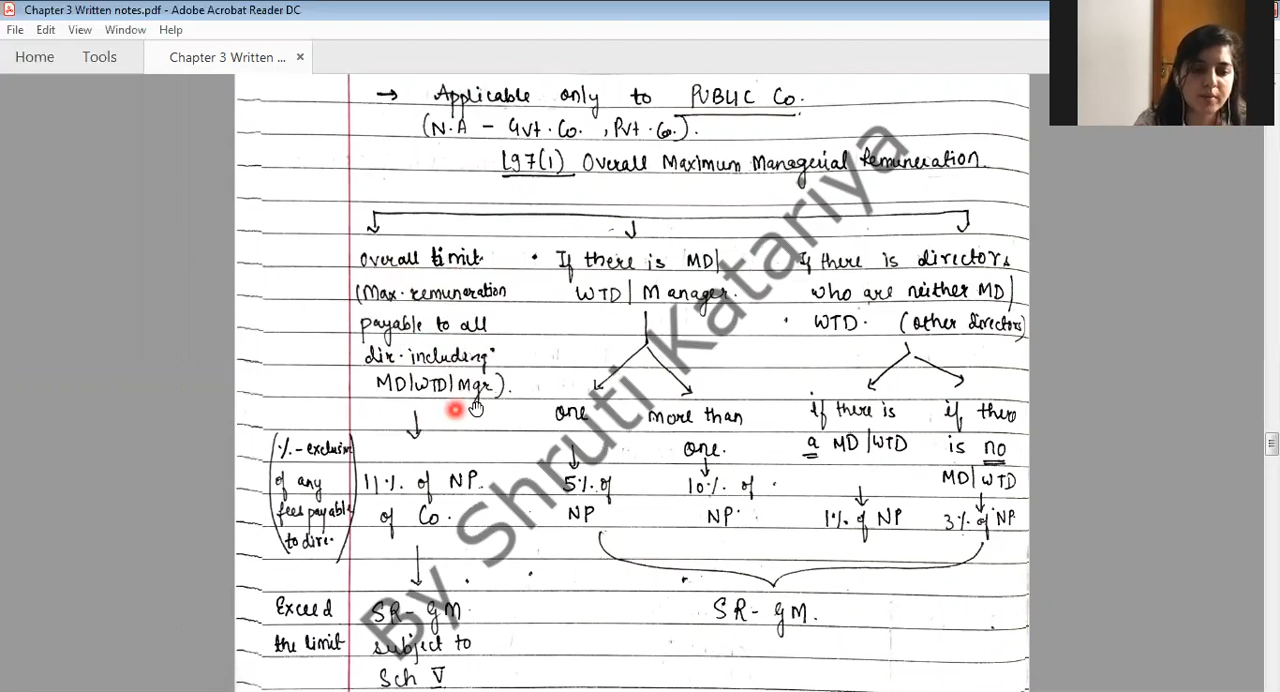 Chapter 3 Written notes.pdf - Adobe Acrobat Reader DC
File Edit View Window Help
Home Tools Chapter 3 Written ... ×
→ Applicable only to PUBLIC Co.
(N.A - Gvt. Co., Pvt. Co.).
197(1) Overall Maximum Managerial Remuneration.
Overall Limit
(Max. remuneration
payable to all
dir. including
MD/WTD/Mgr).
11% of NP
of Co.
SR-GM
subject to
Sch V
• If there is MD/
WTD/Manager.
one
5% of
NP
more than
one.
10% of
NP
If there is directors
who are neither MD/
WTD. (other directors)
if there is
a MD/WTD
1% of NP
if there
is no
MD/WTD
3% of NP
SR-GM.
(%-exclusive
of any
fees payable
to dire.)
Exceed
the limit
By Shruti Katariya